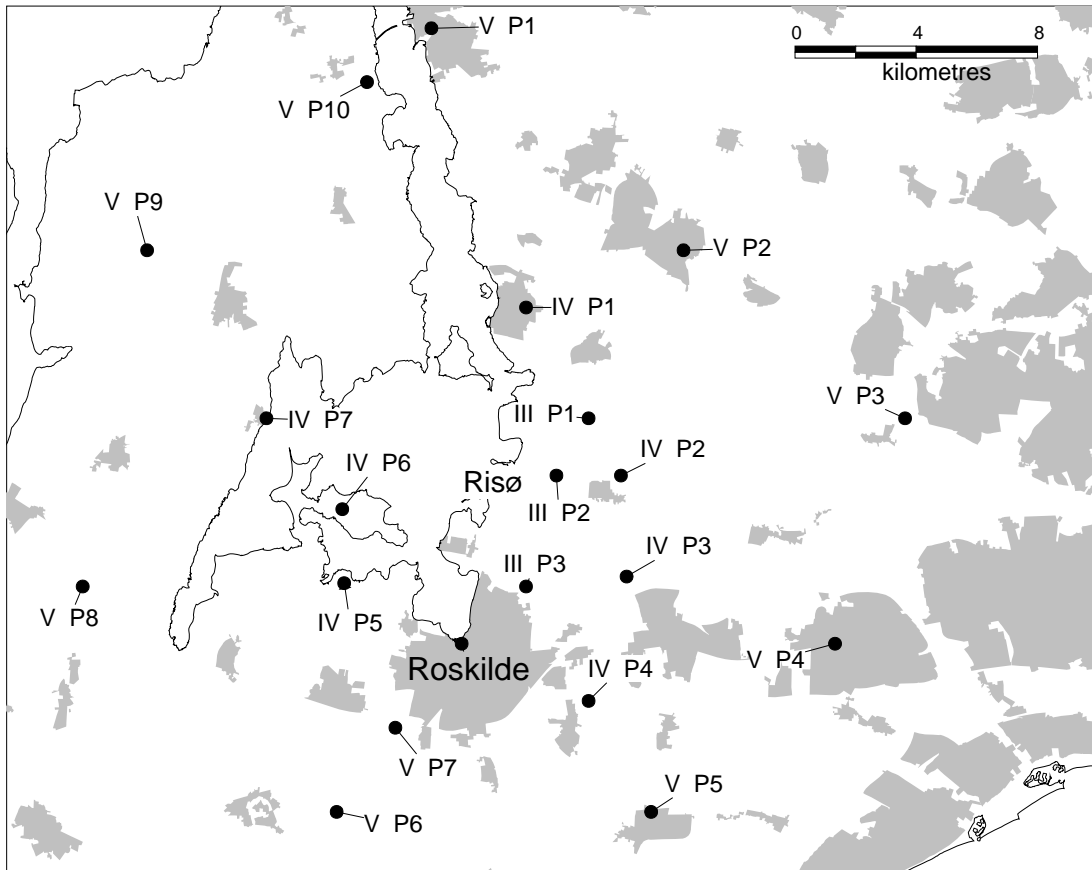 V P1
0 4 8
kilometres
V P10
V P9
V P2
IV P1
V P3
III P1
IV P7
IV P6
IV P2
Risø
III P2
IV P3
III P3
V P8
IV P5
V P4
Roskilde
IV P4
V P7
V P5
V P6